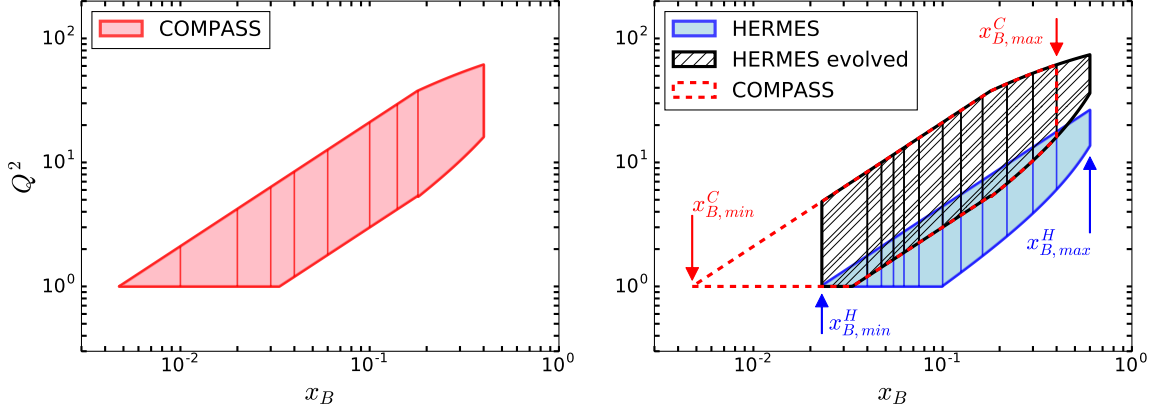 COMPASS
10^2
10^1
10^0
Q^2
10^-2
10^-1
10^0
x_B
HERMES
HERMES evolved
COMPASS
x^C_{B,max}
10^2
10^1
10^0
x^C_{B,min}
x^H_{B,max}
x^H_{B,min}
10^-2
10^-1
10^0
x_B